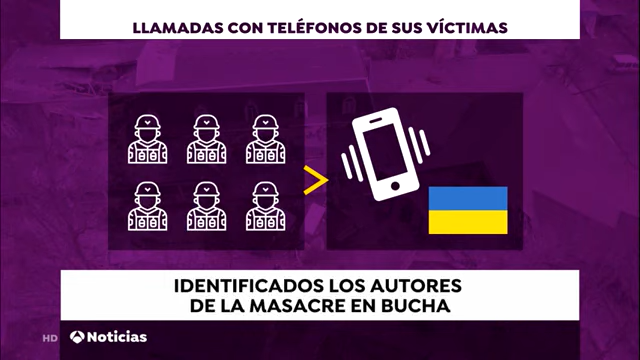 LLAMADAS CON TELÉFONOS DE SUS VÍCTIMAS
IDENTIFICADOS LOS AUTORES
DE LA MASACRE EN BUCHA
HD Noticias